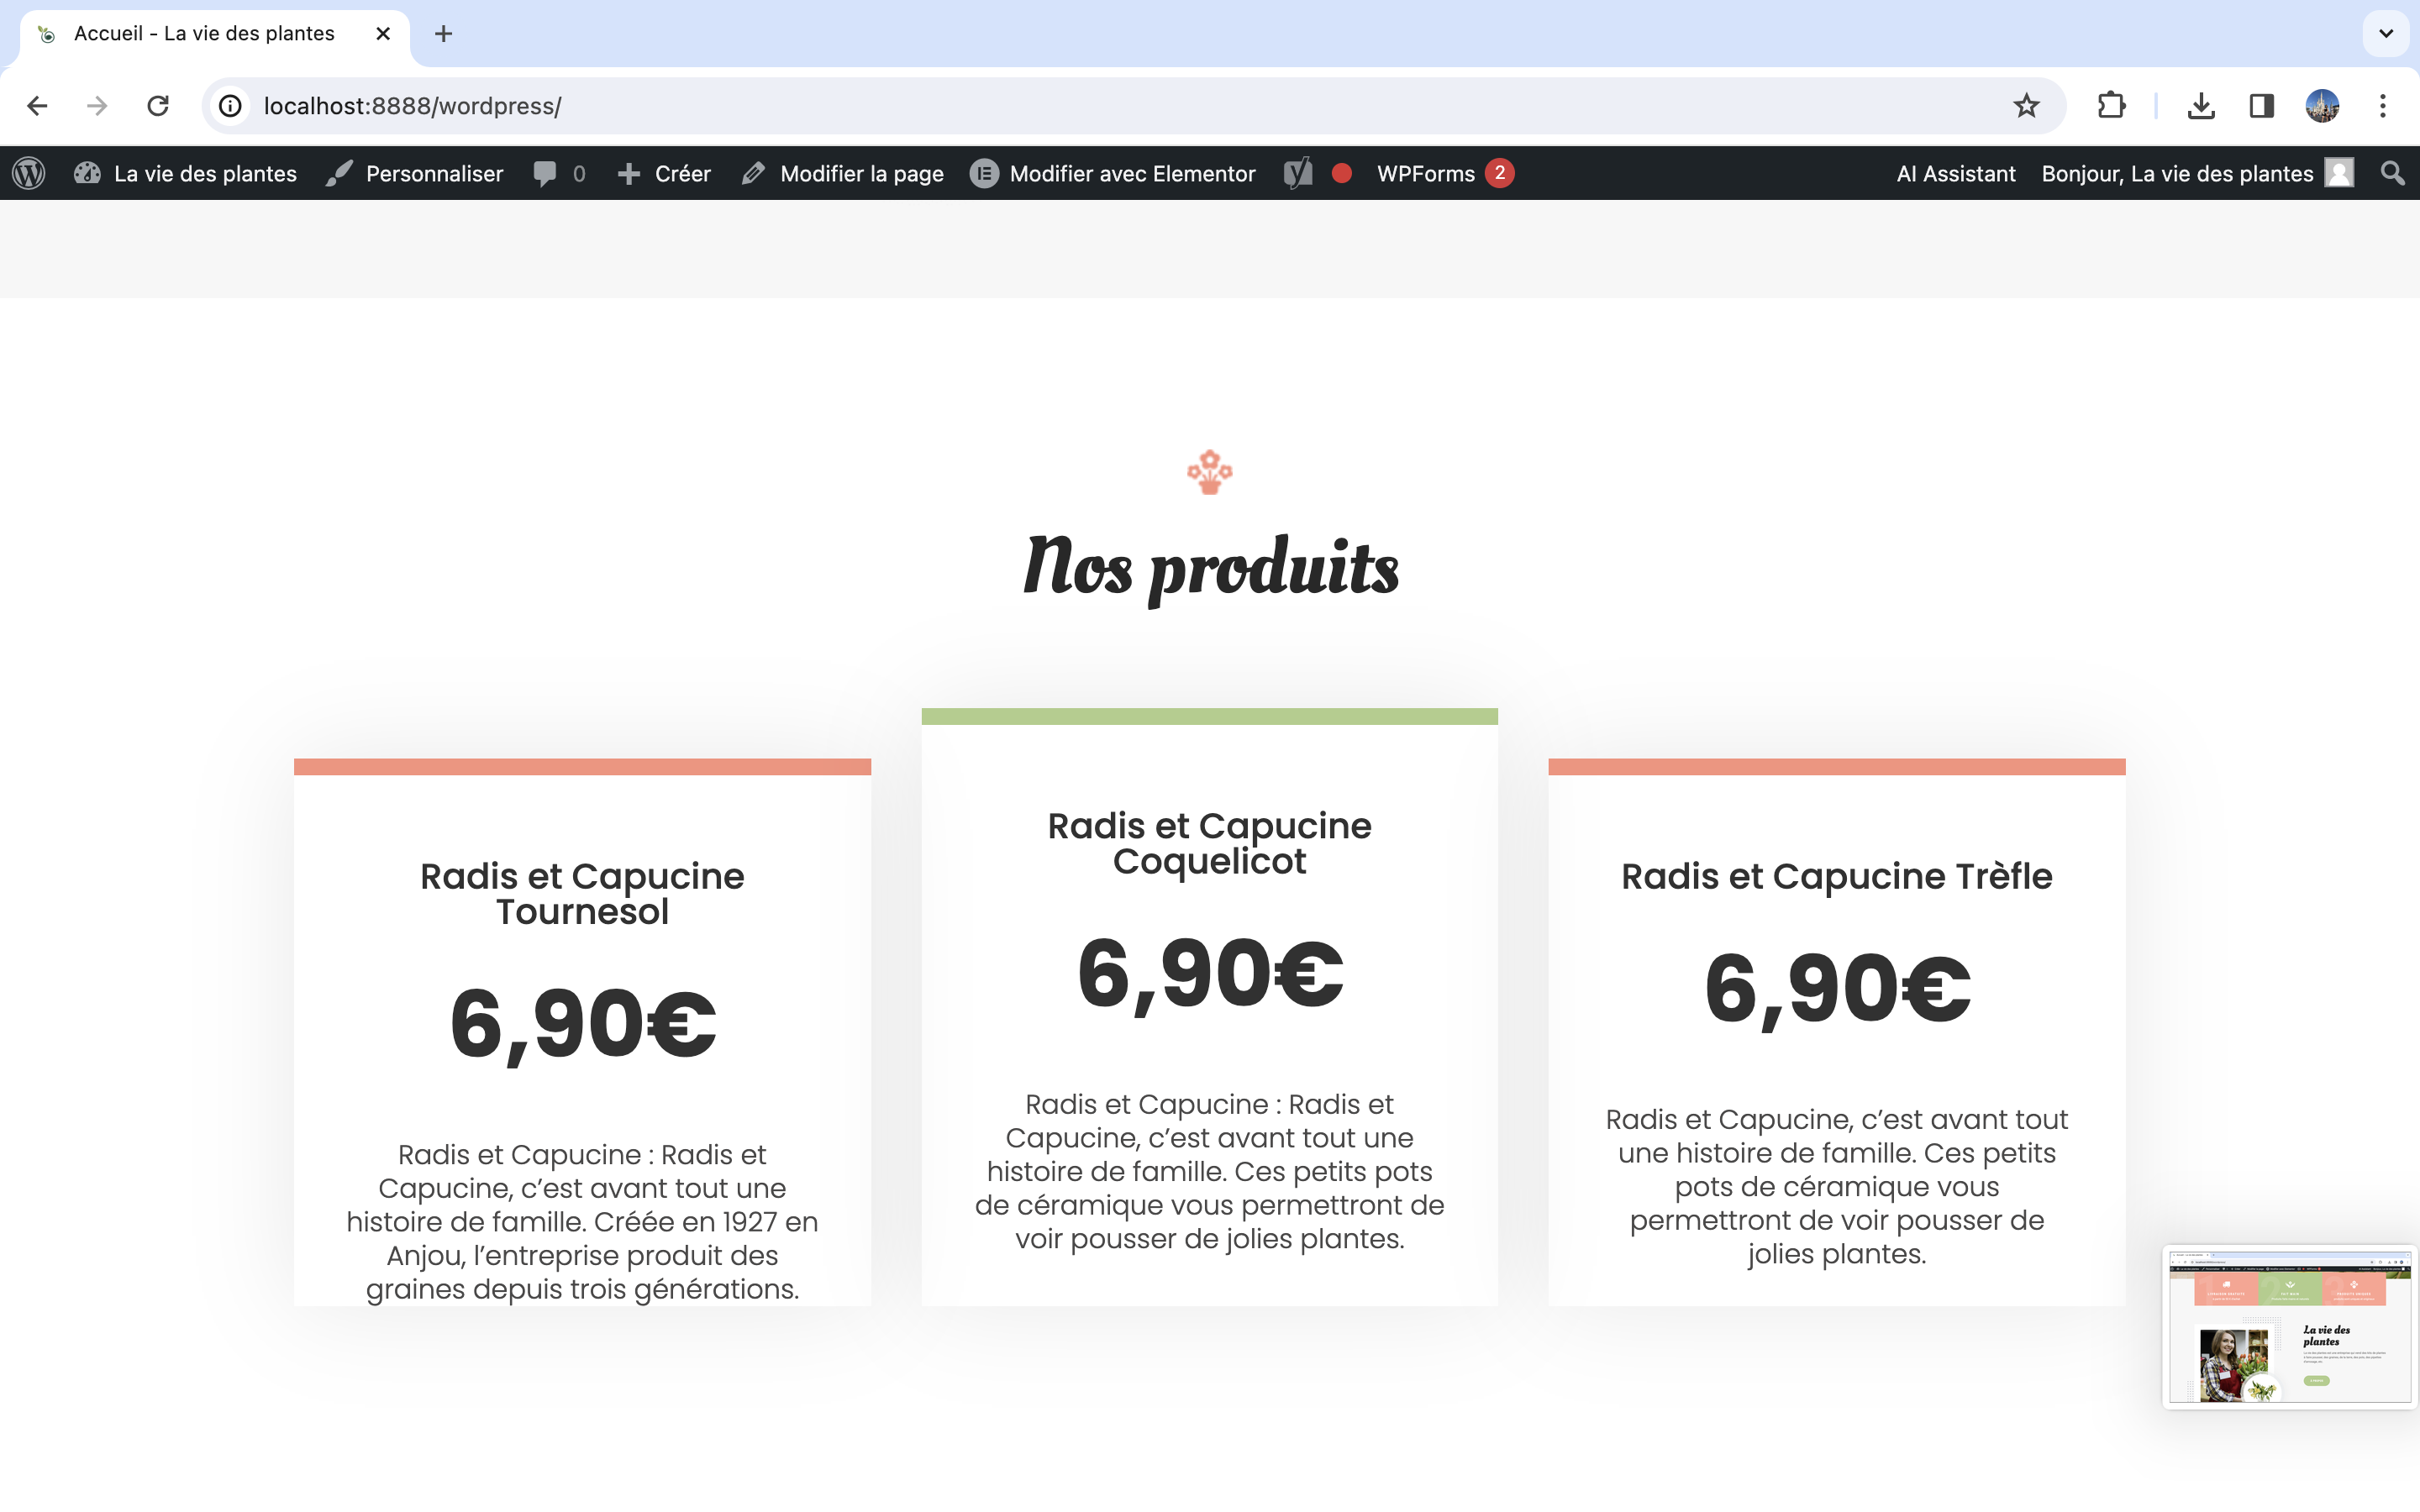 Accueil - La vie des plantes
localhost:8888/wordpress/
La vie des plantes Personnaliser 0 Créer Modifier la page Modifier avec Elementor WPForms 2 AI Assistant Bonjour, La vie des plantes
Nos produits
Radis et Capucine
Tournesol
6,90€
Radis et Capucine : Radis et
Capucine, c’est avant tout une
histoire de famille. Créée en 1927 en
Anjou, l’entreprise produit des
graines depuis trois générations.
Radis et Capucine
Coquelicot
6,90€
Radis et Capucine : Radis et
Capucine, c’est avant tout une
histoire de famille. Ces petits pots
de céramique vous permettront de
voir pousser de jolies plantes.
Radis et Capucine Trèfle
6,90€
Radis et Capucine, c’est avant tout
une histoire de famille. Ces petits
pots de céramique vous
permettront de voir pousser de
jolies plantes.
La vie des
plantes